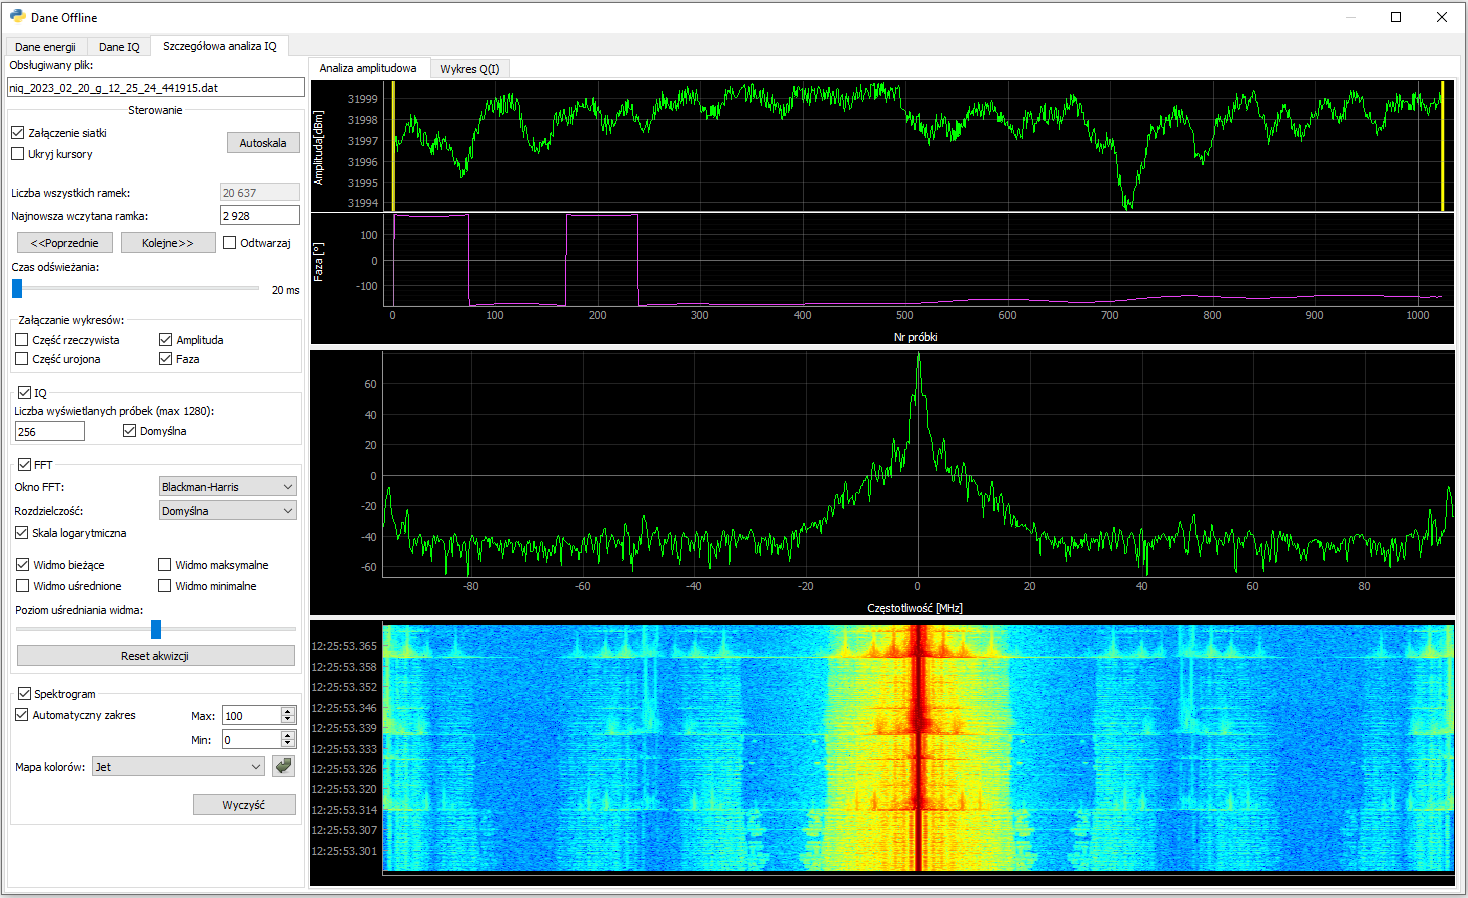 Dane Offline
Dane energii Dane IQ Szczegółowa analiza IQ
Obsługiwany plik:
niq_2023_02_20_g_12_25_24_441915.dat
Sterowanie
Załączenie siatki
Autoskala
Ukryj kursory
Liczba wszystkich ramek: 20 637
Najnowsza wczytana ramka: 2 928
<<Poprzednie Kolejne>> Odtwarzaj
Czas odświeżania:
20 ms
Załączanie wykresów:
Część rzeczywista Amplituda
Część urojona Faza
IQ
Liczba wyświetlanych próbek (max 1280):
256 Domyślna
FFT
Okno FFT: Blackman-Harris
Rozdzielczość: Domyślna
Skala logarytmiczna
Widmo bieżące Widmo maksymalne
Widmo uśrednione Widmo minimalne
Poziom uśredniania widma:
Reset akwizcji
Spektrogram
Automatyczny zakres Max: 100
Min: 0
Mapa kolorów: Jet
Wyczyść
Analiza amplitudowa Wykres Q(I)
Amplituda[dBm]
31999
31998
31997
31996
31995
31994
Faza [°]
100
0
-100
0 100 200 300 400 500 600 700 800 900 1000
Nr próbki
60
40
20
0
-20
-40
-60
-80 -60 -40 -20 0 20 40 60 80
Częstotliwość [MHz]
12:25:53.365
12:25:53.358
12:25:53.352
12:25:53.346
12:25:53.339
12:25:53.333
12:25:53.326
12:25:53.320
12:25:53.314
12:25:53.307
12:25:53.301